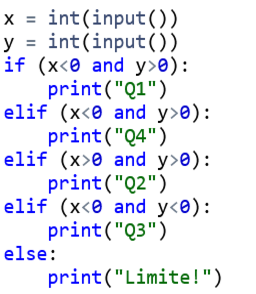 x = int(input())
y = int(input())
if (x<0 and y>0):
    print("Q1")
elif (x<0 and y>0):
    print("Q4")
elif (x>0 and y>0):
    print("Q2")
elif (x<0 and y<0):
    print("Q3")
else:
    print("Limite!")